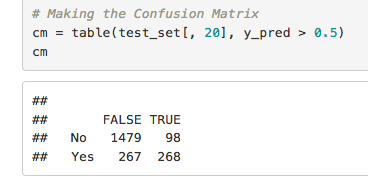 # Making the Confusion Matrix
cm = table(test_set[, 20], y_pred > 0.5)
cm
##
##       FALSE TRUE
##   No   1479   98
##   Yes   267  268